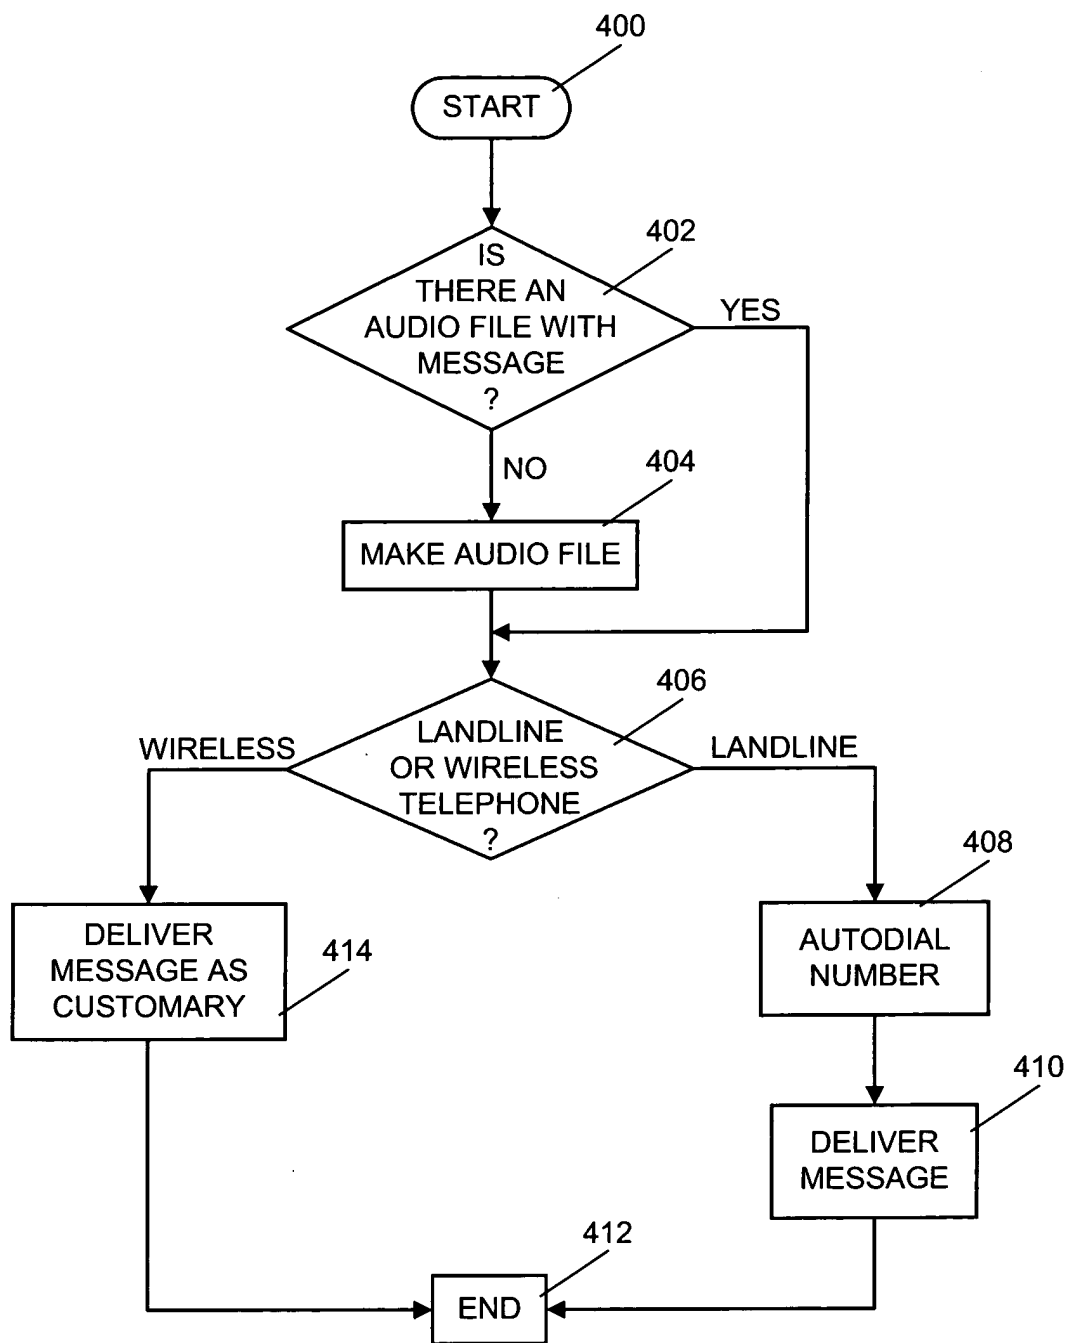 400
START
402
IS
THERE AN
AUDIO FILE WITH
MESSAGE
?
YES
NO
404
MAKE AUDIO FILE
406
WIRELESS
LANDLINE
OR WIRELESS
TELEPHONE
?
LANDLINE
408
DELIVER
MESSAGE AS
CUSTOMARY
414
AUTODIAL
NUMBER
410
DELIVER
MESSAGE
412
END